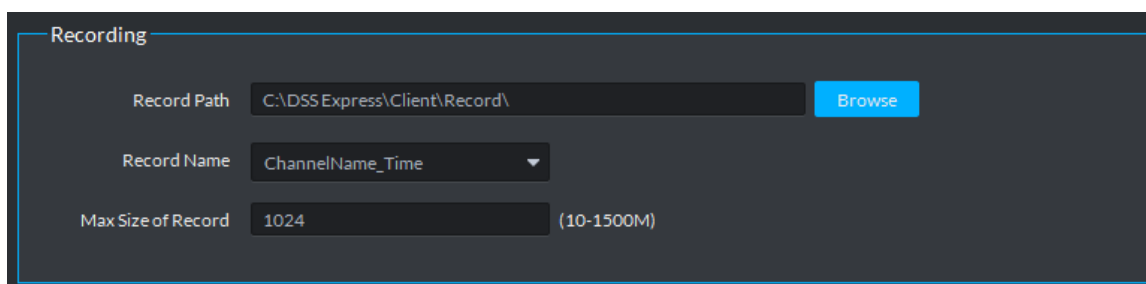 Recording
Record Path C:\DSS Express\Client\Record\ Browse
Record Name ChannelName_Time
Max Size of Record 1024 (10-1500M)